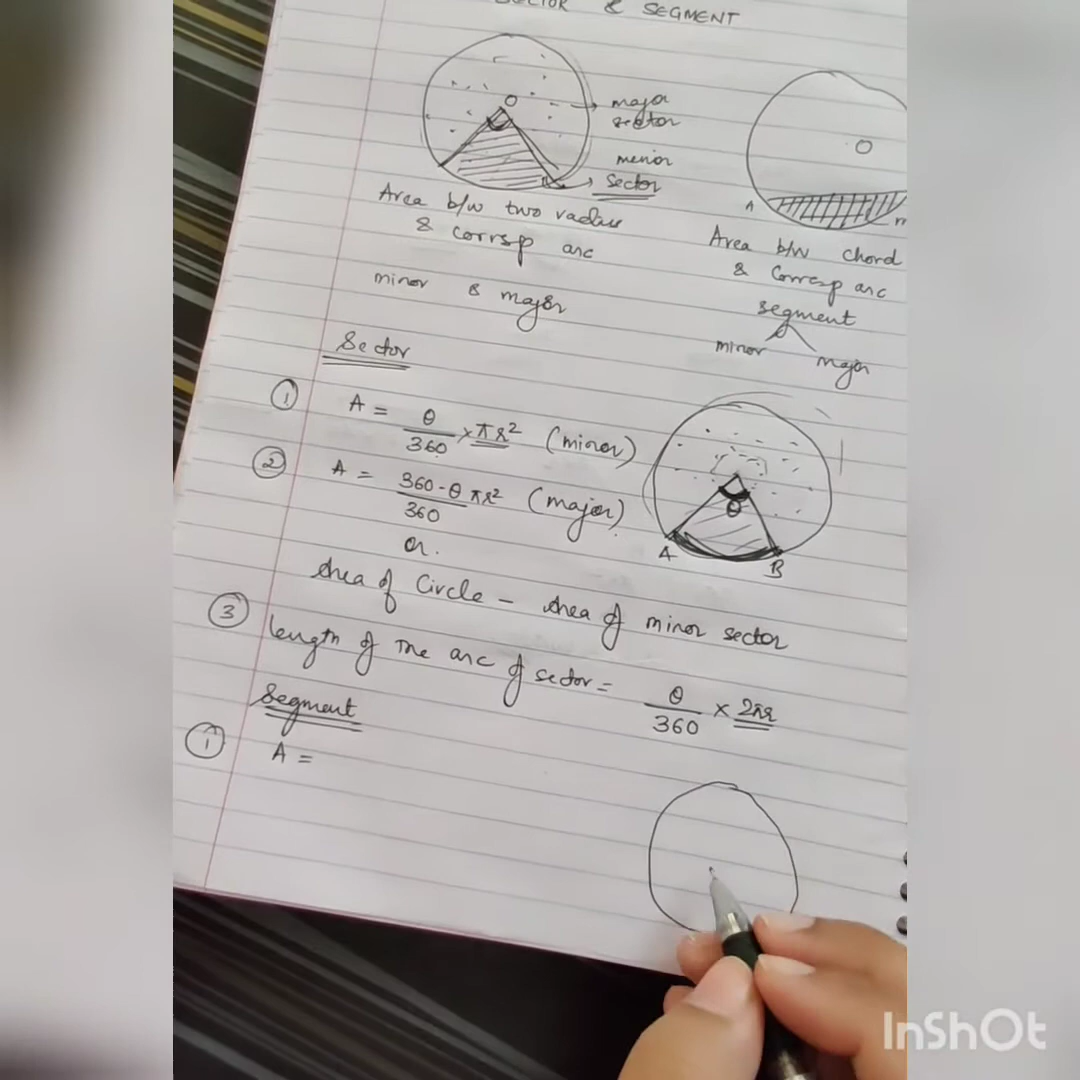 & SEGMENT
O
major
sector
menior
sector
Area b/w two radius
& corrsp arc
minor & major
O
A
Area b/w chord
& Corresp arc
segment
minor major
Sector
① A = θ/360 × πr² (minor)
② A = 360-θ/360 πr² (major)
or.
Area of Circle - Area of minor sector
θ
A B
③ length of the arc of sector = θ/360 × 2πr
Segment
① A =
InShOt